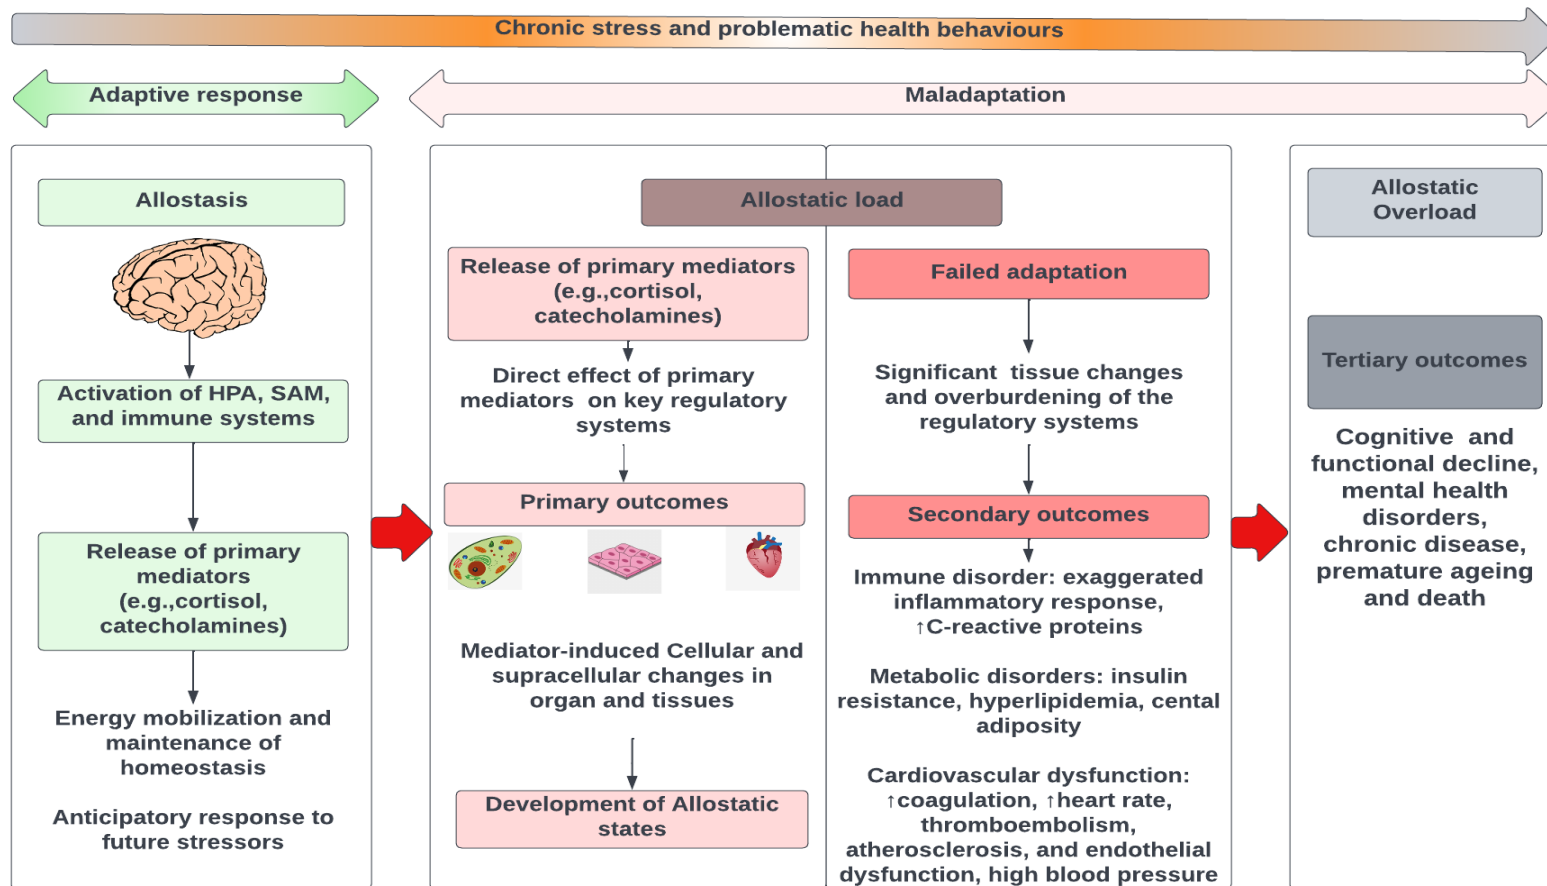 Chronic stress and problematic health behaviours
Adaptive response
Maladaptation
Allostasis
Activation of HPA, SAM,
and immune systems
Release of primary
mediators
(e.g.,cortisol,
catecholamines)
Energy mobilization and
maintenance of
homeostasis
Anticipatory response to
future stressors
Allostatic load
Release of primary mediators
(e.g.,cortisol,
catecholamines)
Direct effect of primary
mediators on key regulatory
systems
Primary outcomes
Mediator-induced Cellular and
supracellular changes in
organ and tissues
Development of Allostatic
states
Failed adaptation
Significant tissue changes
and overburdening of the
regulatory systems
Secondary outcomes
Immune disorder: exaggerated
inflammatory response,
↑C-reactive proteins
Metabolic disorders: insulin
resistance, hyperlipidemia, cental
adiposity
Cardiovascular dysfunction:
↑coagulation, ↑heart rate,
thromboembolism,
atherosclerosis, and endothelial
dysfunction, high blood pressure
Allostatic
Overload
Tertiary outcomes
Cognitive and
functional decline,
mental health
disorders,
chronic disease,
premature ageing
and death